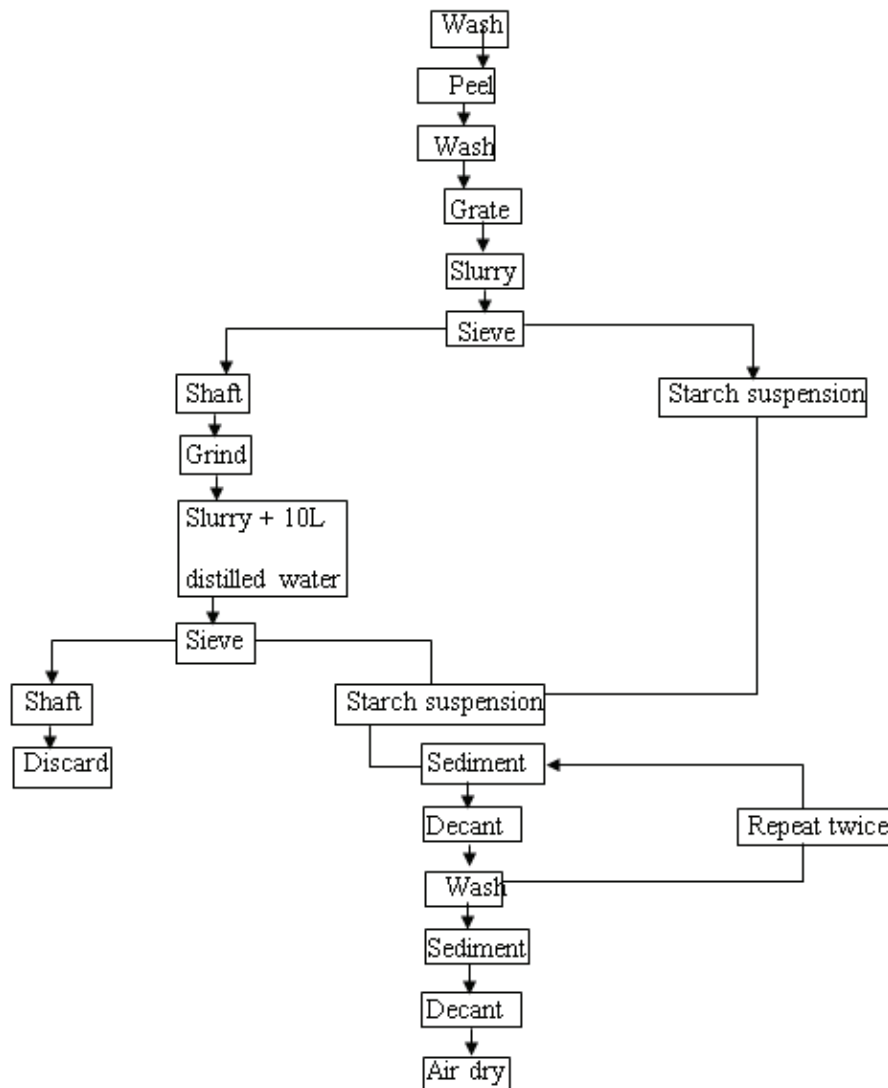 Wash
Peel
Wash
Grate
Slurry
Sieve
Shaft
Starch suspension
Grind
Slurry + 10L
distilled water
Sieve
Shaft
Starch suspension
Discard
Sediment
Decant
Repeat twice
Wash
Sediment
Decant
Air dry